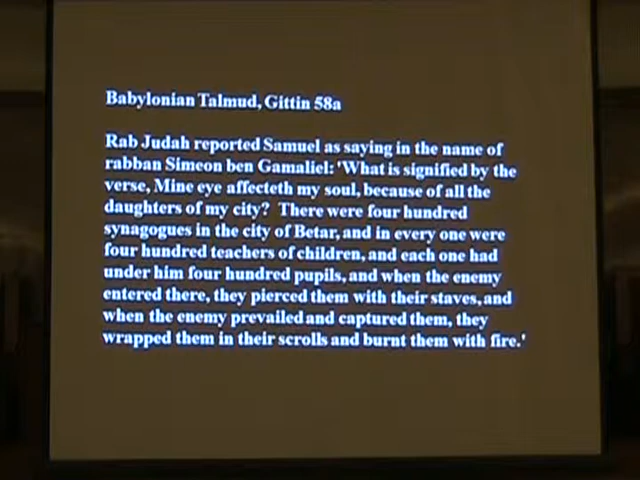 Babylonian Talmud, Gittin 58a
Rab Judah reported Samuel as saying in the name of
rabban Simeon ben Gamaliel: 'What is signified by the
verse, Mine eye affecteth my soul, because of all the
daughters of my city?  There were four hundred
synagogues in the city of Betar, and in every one were
four hundred teachers of children, and each one had
under him four hundred pupils, and when the enemy
entered there, they pierced them with their staves, and
when the enemy prevailed and captured them, they
wrapped them in their scrolls and burnt them with fire.'